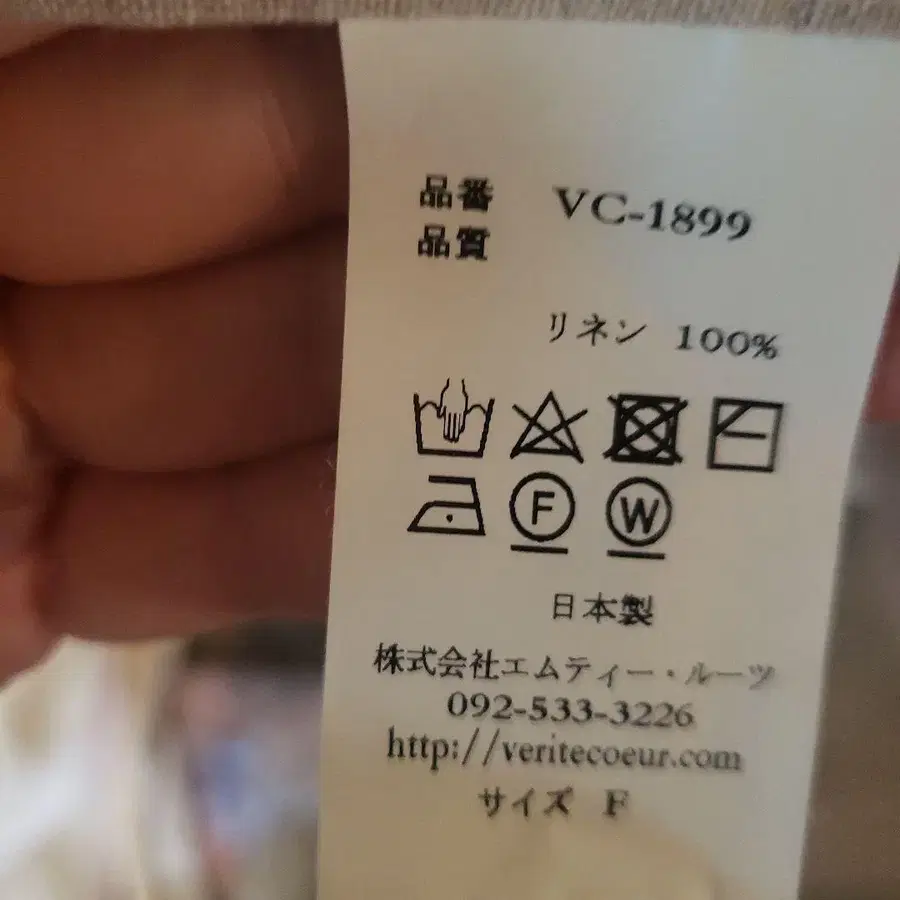 品番 VC-1899
品質
リネン 100%
F W
日本製
株式会社エムティー・ルーツ
092-533-3226
http://veritecoeur.com
サイズ F